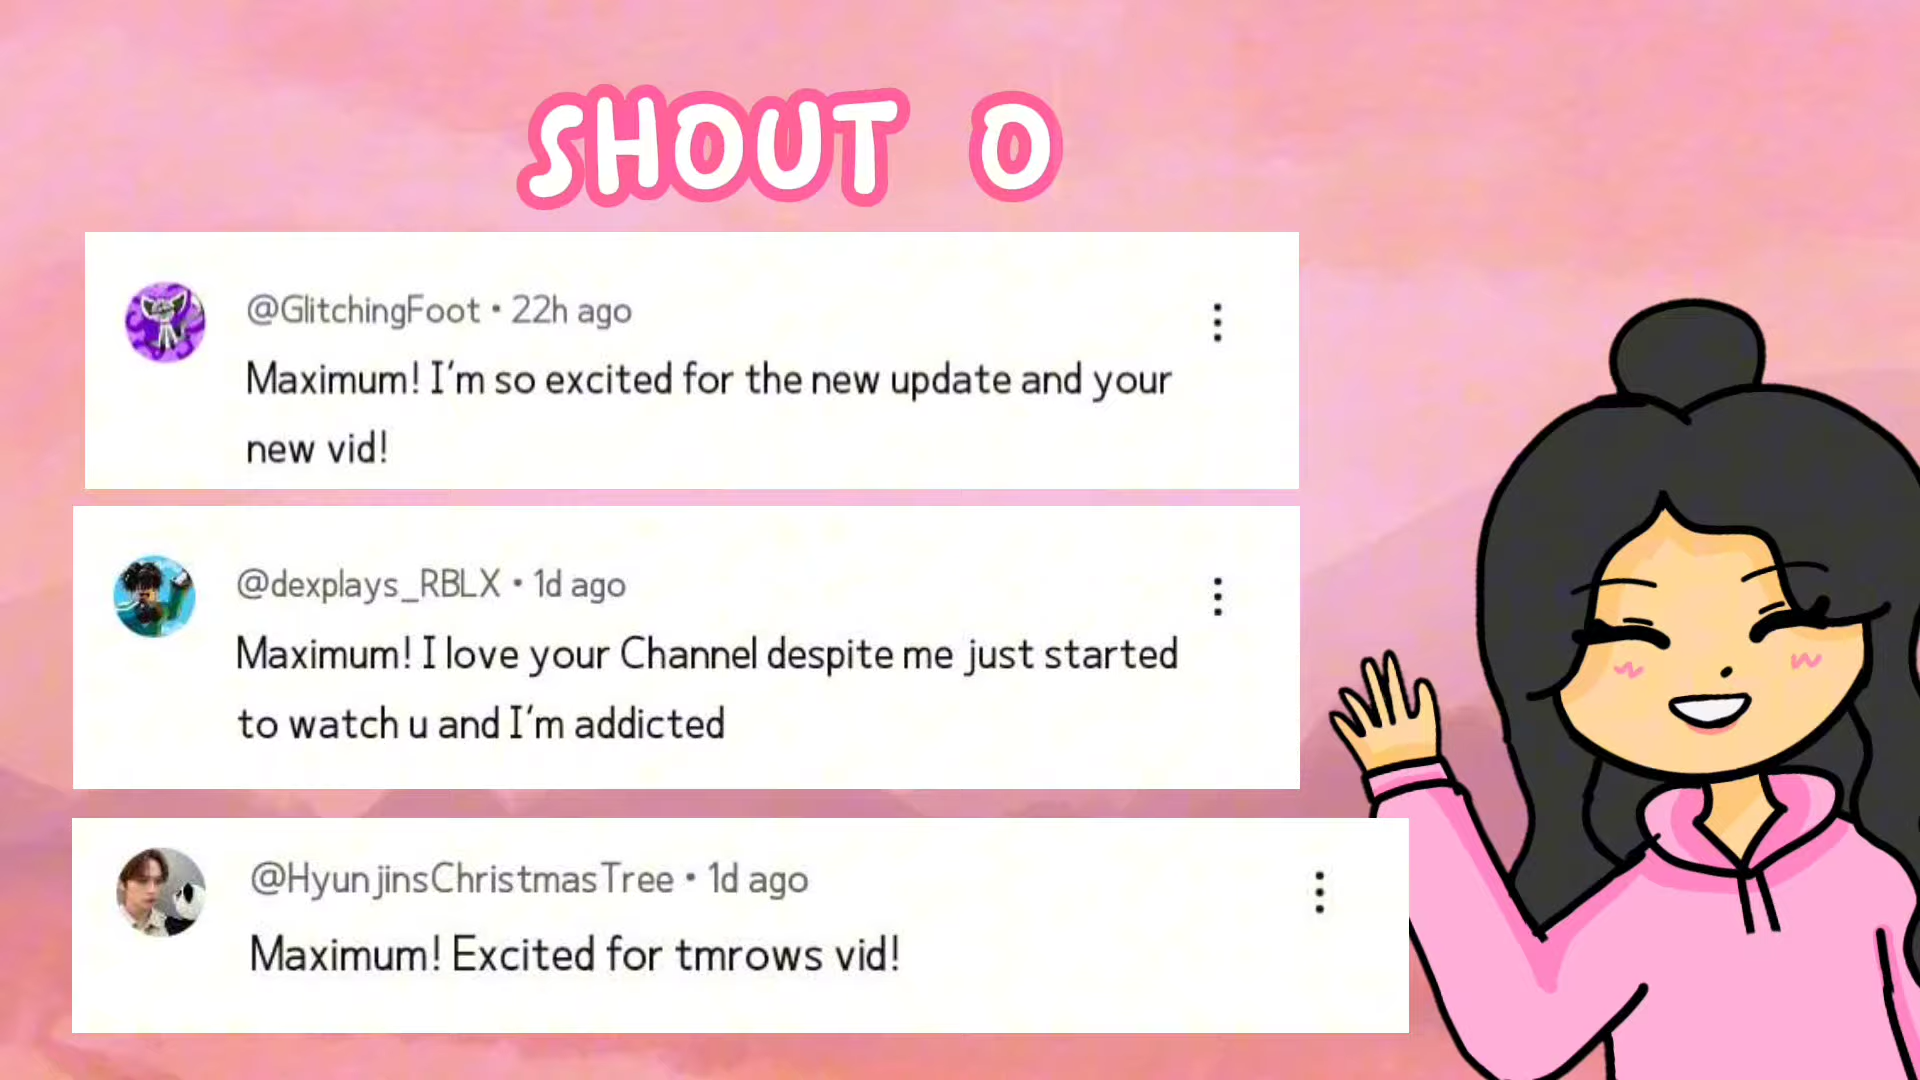 SHOUT O
@GlitchingFoot • 22h ago
Maximum! I'm so excited for the new update and your
new vid!
@dexplays_RBLX • 1d ago
Maximum! I love your Channel despite me just started
to watch u and I'm addicted
@HyunjinsChristmasTree • 1d ago
Maximum! Excited for tmrows vid!